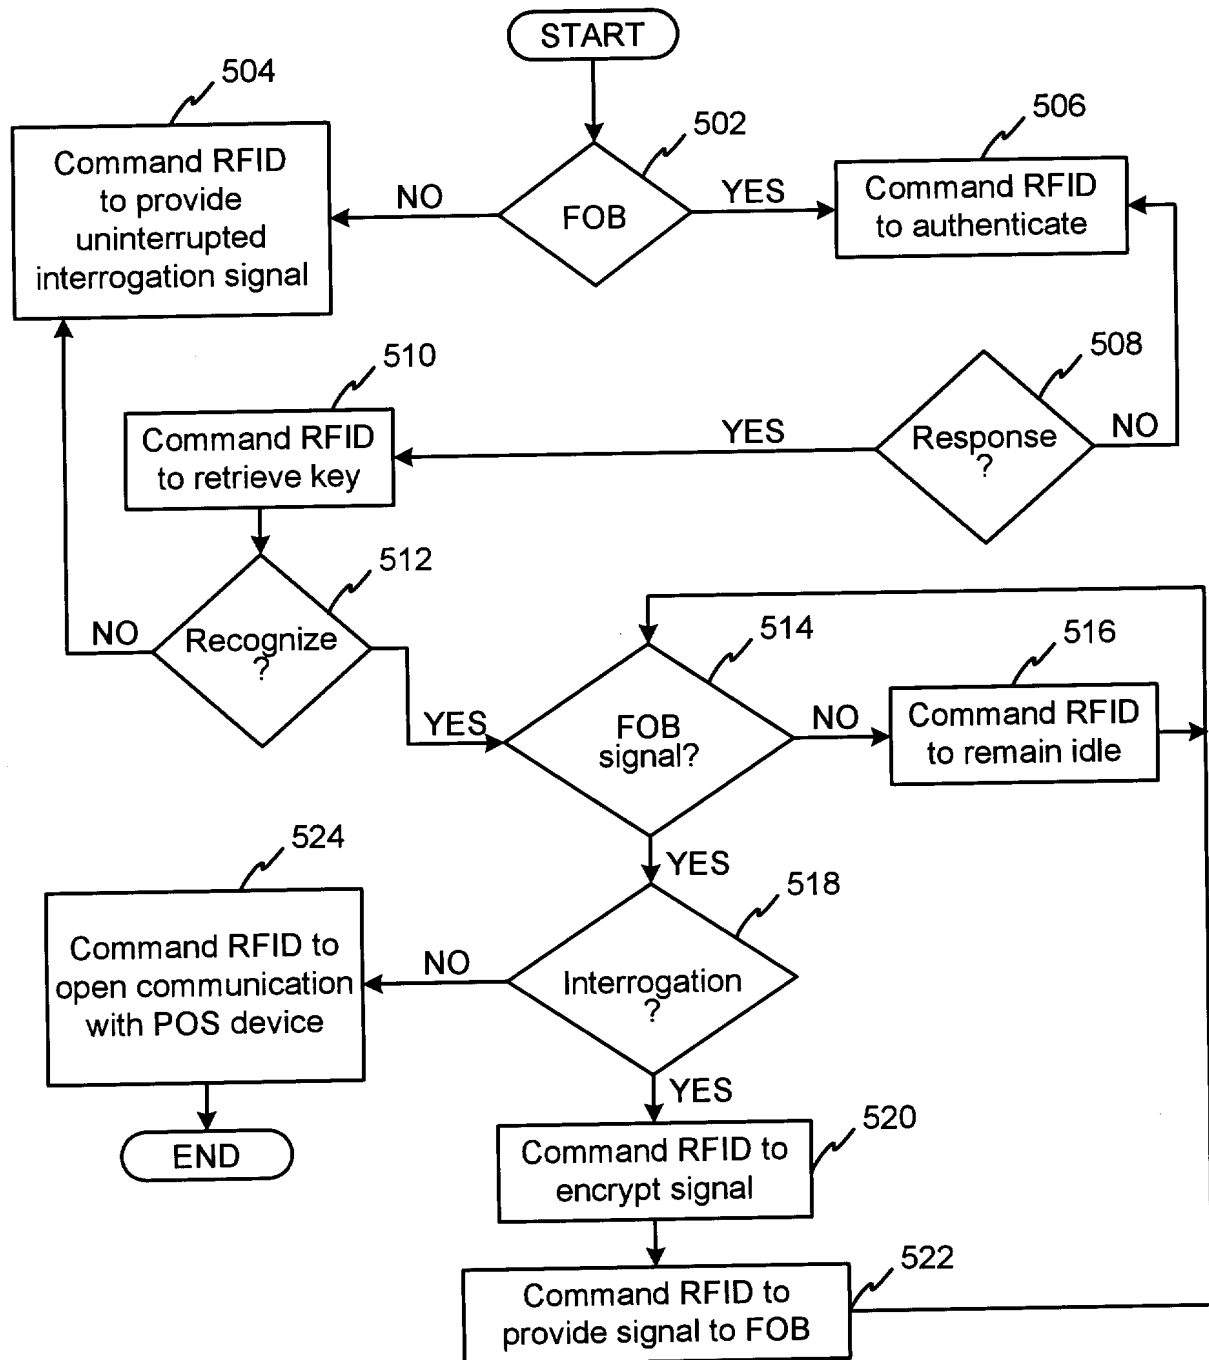 START
504
502
506
Command RFID
to provide
uninterrupted
interrogation signal
NO
FOB
YES
Command RFID
to authenticate
510
508
Command RFID
to retrieve key
YES
Response
?
NO
512
NO
Recognize
?
YES
514
516
FOB
signal?
NO
Command RFID
to remain idle
524
YES
518
Command RFID to
open communication
with POS device
NO
Interrogation
?
YES
END
520
Command RFID to
encrypt signal
522
Command RFID to
provide signal to FOB